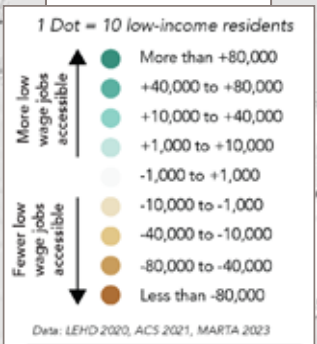 1 Dot = 10 low-income residents
More low
wage jobs
accessible
More than +80,000
+40,000 to +80,000
+10,000 to +40,000
+1,000 to +10,000
-1,000 to +1,000
Fewer low
wage jobs
accessible
-10,000 to -1,000
-40,000 to -10,000
-80,000 to -40,000
Less than -80,000
Data: LEHD 2020, ACS 2021, MARTA 2023